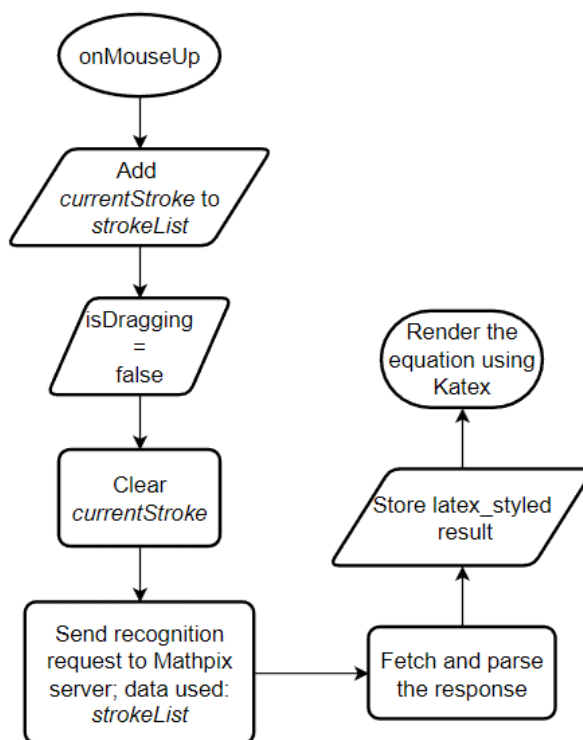 onMouseUp
Add
currentStroke to
strokeList
isDragging
=
false
Clear
currentStroke
Send recognition
request to Mathpix
server; data used:
strokeList
Fetch and parse
the response
Store latex_styled
result
Render the
equation using
Katex